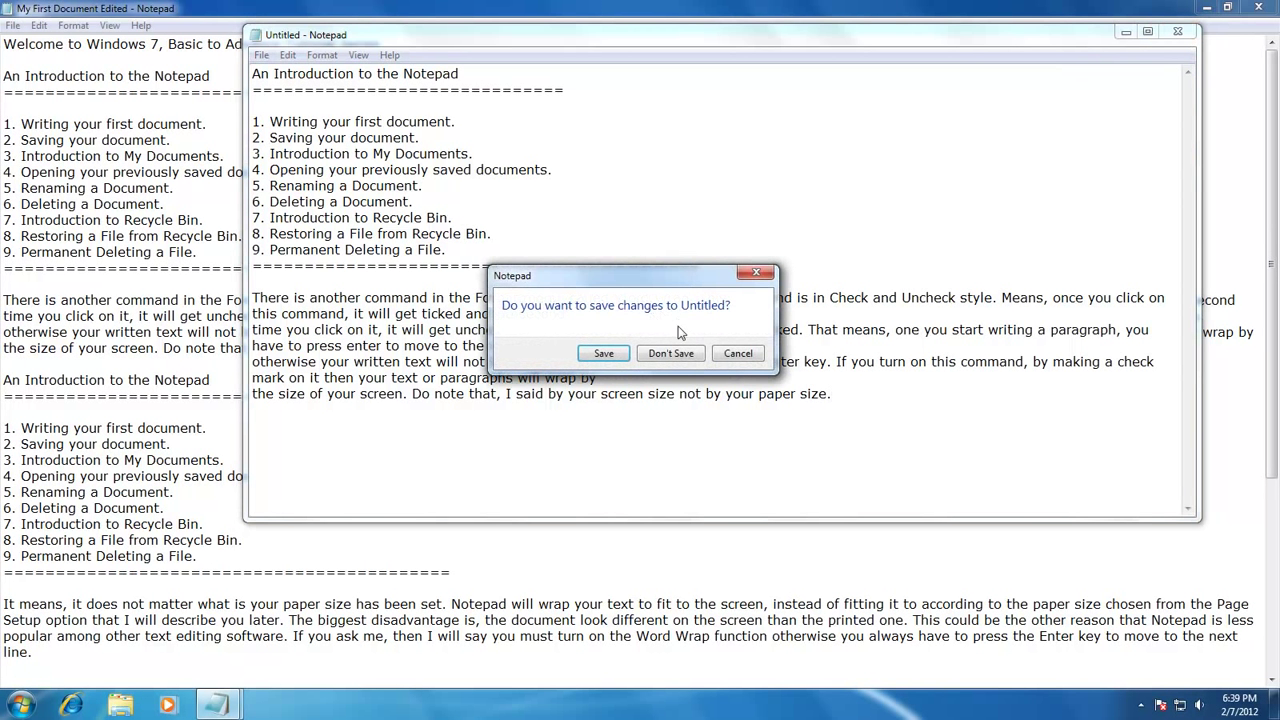 My First Document Edited - Notepad
File Edit Format View Help
Welcome to Windows 7, Basic to Ad
An Introduction to the Notepad
==========================
1. Writing your first document.
2. Saving your document.
3. Introduction to My Documents.
4. Opening your previously saved do
5. Renaming a Document.
6. Deleting a Document.
7. Introduction to Recycle Bin.
8. Restoring a File from Recycle Bin.
9. Permanent Deleting a File.
==========================
There is another command in the Fo
time you click on it, it will get unche
otherwise your written text will not
the size of your screen. Do note tha
econd
wrap by
An Introduction to the Notepad
==========================
1. Writing your first document.
2. Saving your document.
3. Introduction to My Documents.
4. Opening your previously saved do
5. Renaming a Document.
6. Deleting a Document.
7. Introduction to Recycle Bin.
8. Restoring a File from Recycle Bin.
9. Permanent Deleting a File.
===========================================
It means, it does not matter what is your paper size has been set. Notepad will wrap your text to fit to the screen, instead of fitting it to according to the paper size chosen from the Page
Setup option that I will describe you later. The biggest disadvantage is, the document look different on the screen than the printed one. This could be the other reason that Notepad is less
popular among other text editing software. If you ask me, then I will say you must turn on the Word Wrap function otherwise you always have to press the Enter key to move to the next
line.
Untitled - Notepad
File Edit Format View Help
An Introduction to the Notepad
==============================
1. Writing your first document.
2. Saving your document.
3. Introduction to My Documents.
4. Opening your previously saved documents.
5. Renaming a Document.
6. Deleting a Document.
7. Introduction to Recycle Bin.
8. Restoring a File from Recycle Bin.
9. Permanent Deleting a File.
=======================
There is another command in the Fo
nd is in Check and Uncheck style. Means, once you click on
this command, it will get ticked and
time you click on it, it will get unche
ed. That means, one you start writing a paragraph, you
have to press enter to move to the
otherwise your written text will not
ter key. If you turn on this command, by making a check
mark on it then your text or paragraphs will wrap by
the size of your screen. Do note that, I said by your screen size not by your paper size.
Notepad
Do you want to save changes to Untitled?
Save Don't Save Cancel
6:39 PM
2/7/2012